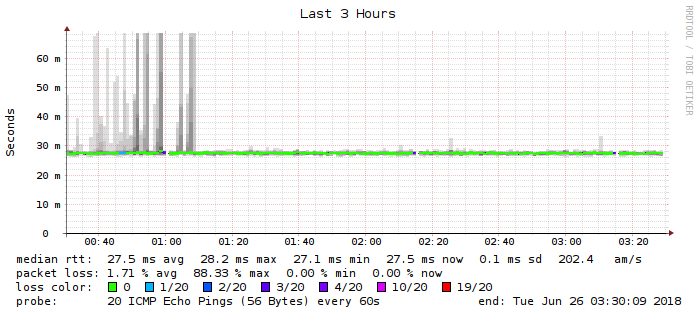 Last 3 Hours
RRDTOOL / TOBI OETIKER
Seconds
60 m
50 m
40 m
30 m
20 m
10 m
0
00:40 01:00 01:20 01:40 02:00 02:20 02:40 03:00 03:20
median rtt: 27.5 ms avg 28.2 ms max 27.1 ms min 27.5 ms now 0.1 ms sd 202.4 am/s
packet loss: 1.71 % avg 88.33 % max 0.00 % min 0.00 % now
loss color: 0 1/20 2/20 3/20 4/20 10/20 19/20
probe: 20 ICMP Echo Pings (56 Bytes) every 60s end: Tue Jun 26 03:30:09 2018